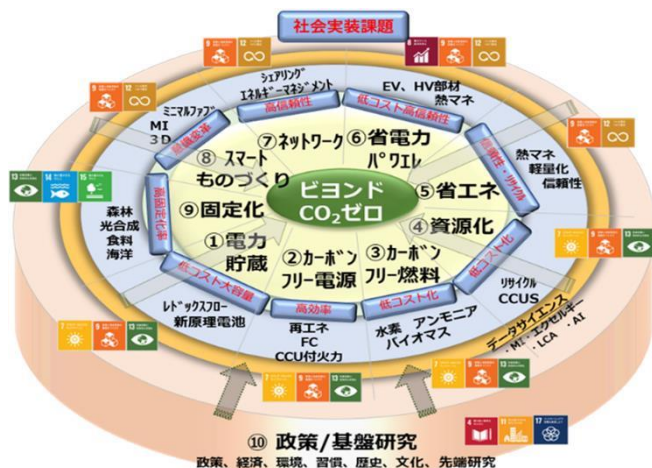 社会実装課題
シェアリング
エネルギーマネジメント
EV、HV部材
熱マネ
ミニマルファブ
MI
3D
高信頼性
低コスト高信頼性
⑦ネットワーク
⑥省電力
パワエレ
⑧スマート
ものづくり
ビヨンド
CO₂ゼロ
⑤省エネ
熱マネ
軽量化
信頼性
高固定化率
⑨固定化
④資源化
森林
光合成
食料
海洋
①電力
貯蔵
②カーボン
フリー電源
③カーボン
フリー燃料
低コスト化
低コスト大容量
高効率
低コスト化
リサイクル
CCUS
レドックスフロー
新原理電池
再エネ
FC
CCU付火力
水素 アンモニア
バイオマス
データサイエンス
・MI・エクセルギー
・LCA ・AI
⑩ 政策/基盤研究
政策、経済、環境、習慣、歴史、文化、先端研究